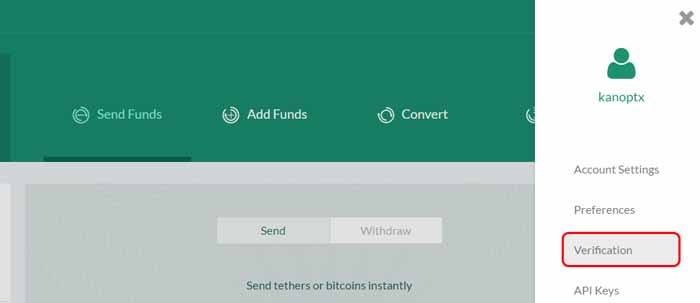 Send Funds
Add Funds
Convert
Send
Withdraw
Send tethers or bitcoins instantly
kanoptx
Account Settings
Preferences
Verification
API Keys